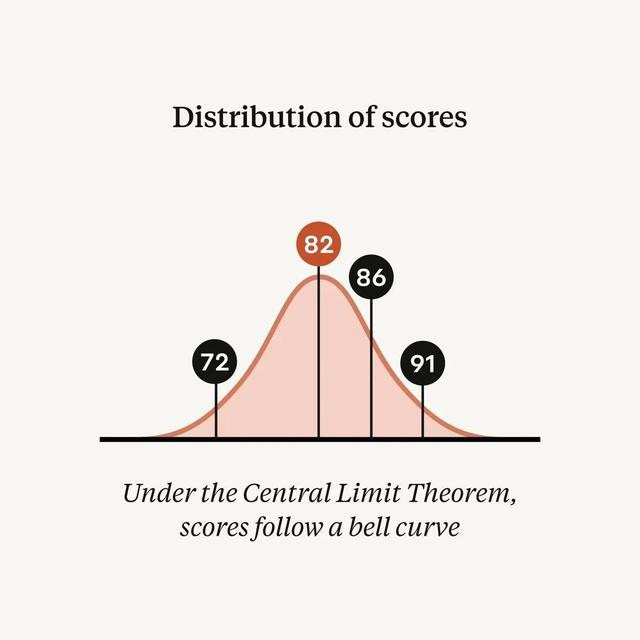 Distribution of scores
82
86
72
91
Under the Central Limit Theorem,
scores follow a bell curve